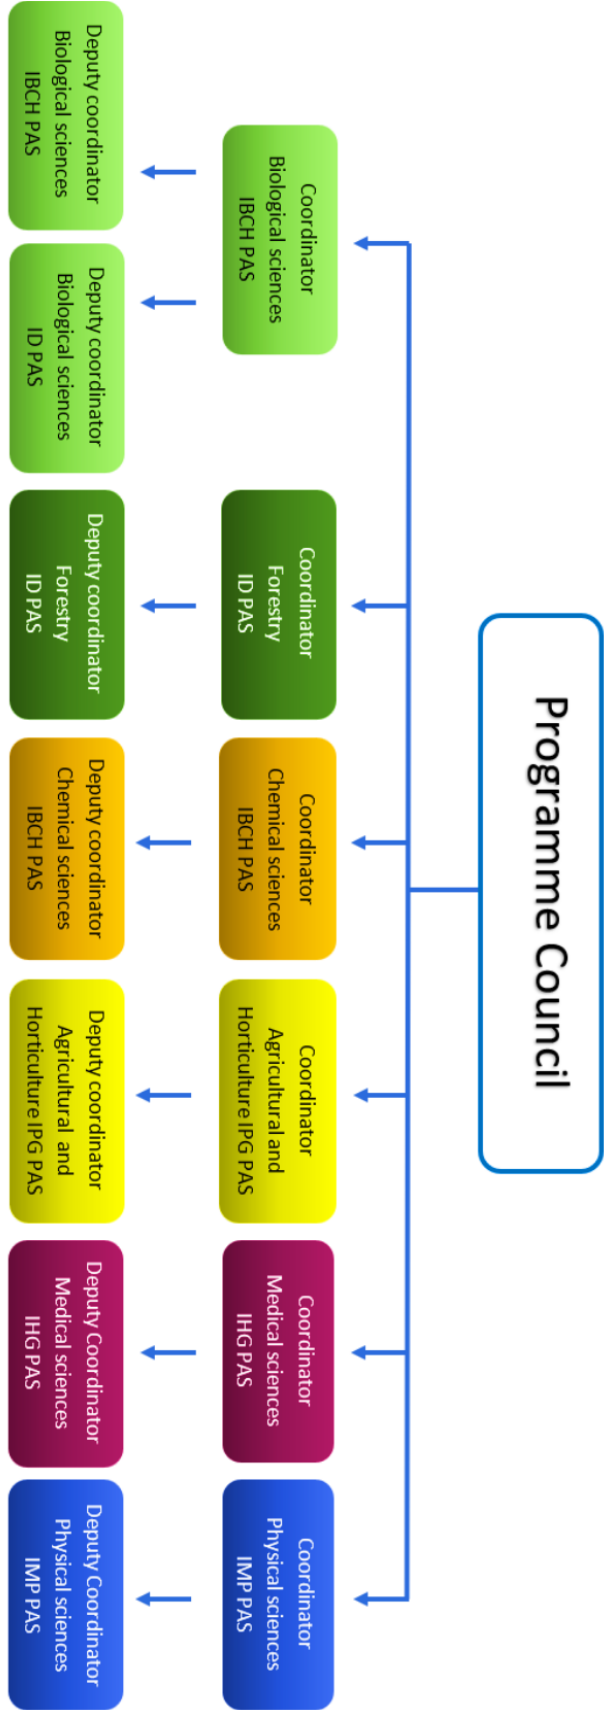 Programme Council
Coordinator
Biological sciences
IBCH PAS
Coordinator
Forestry
ID PAS
Coordinator
Chemical sciences
IBCH PAS
Coordinator
Agricultural and
Horticulture IPG PAS
Coordinator
Medical sciences
IHG PAS
Coordinator
Physical sciences
IMP PAS
Deputy coordinator
Biological sciences
IBCH PAS
Deputy coordinator
Biological sciences
ID PAS
Deputy coordinator
Forestry
ID PAS
Deputy coordinator
Chemical sciences
IBCH PAS
Deputy coordinator
Agricultural and
Horticulture IPG PAS
Deputy Coordinator
Medical sciences
IHG PAS
Deputy Coordinator
Physical sciences
IMP PAS